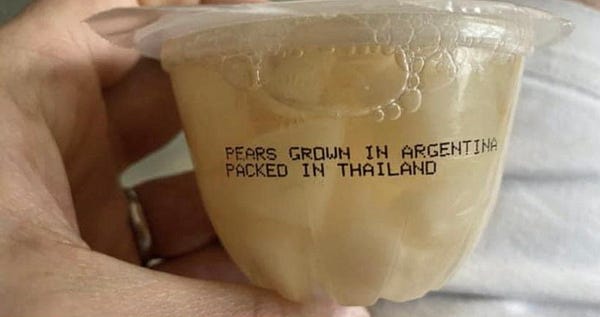 PEARS GROWN IN ARGENTINA
PACKED IN THAILAND